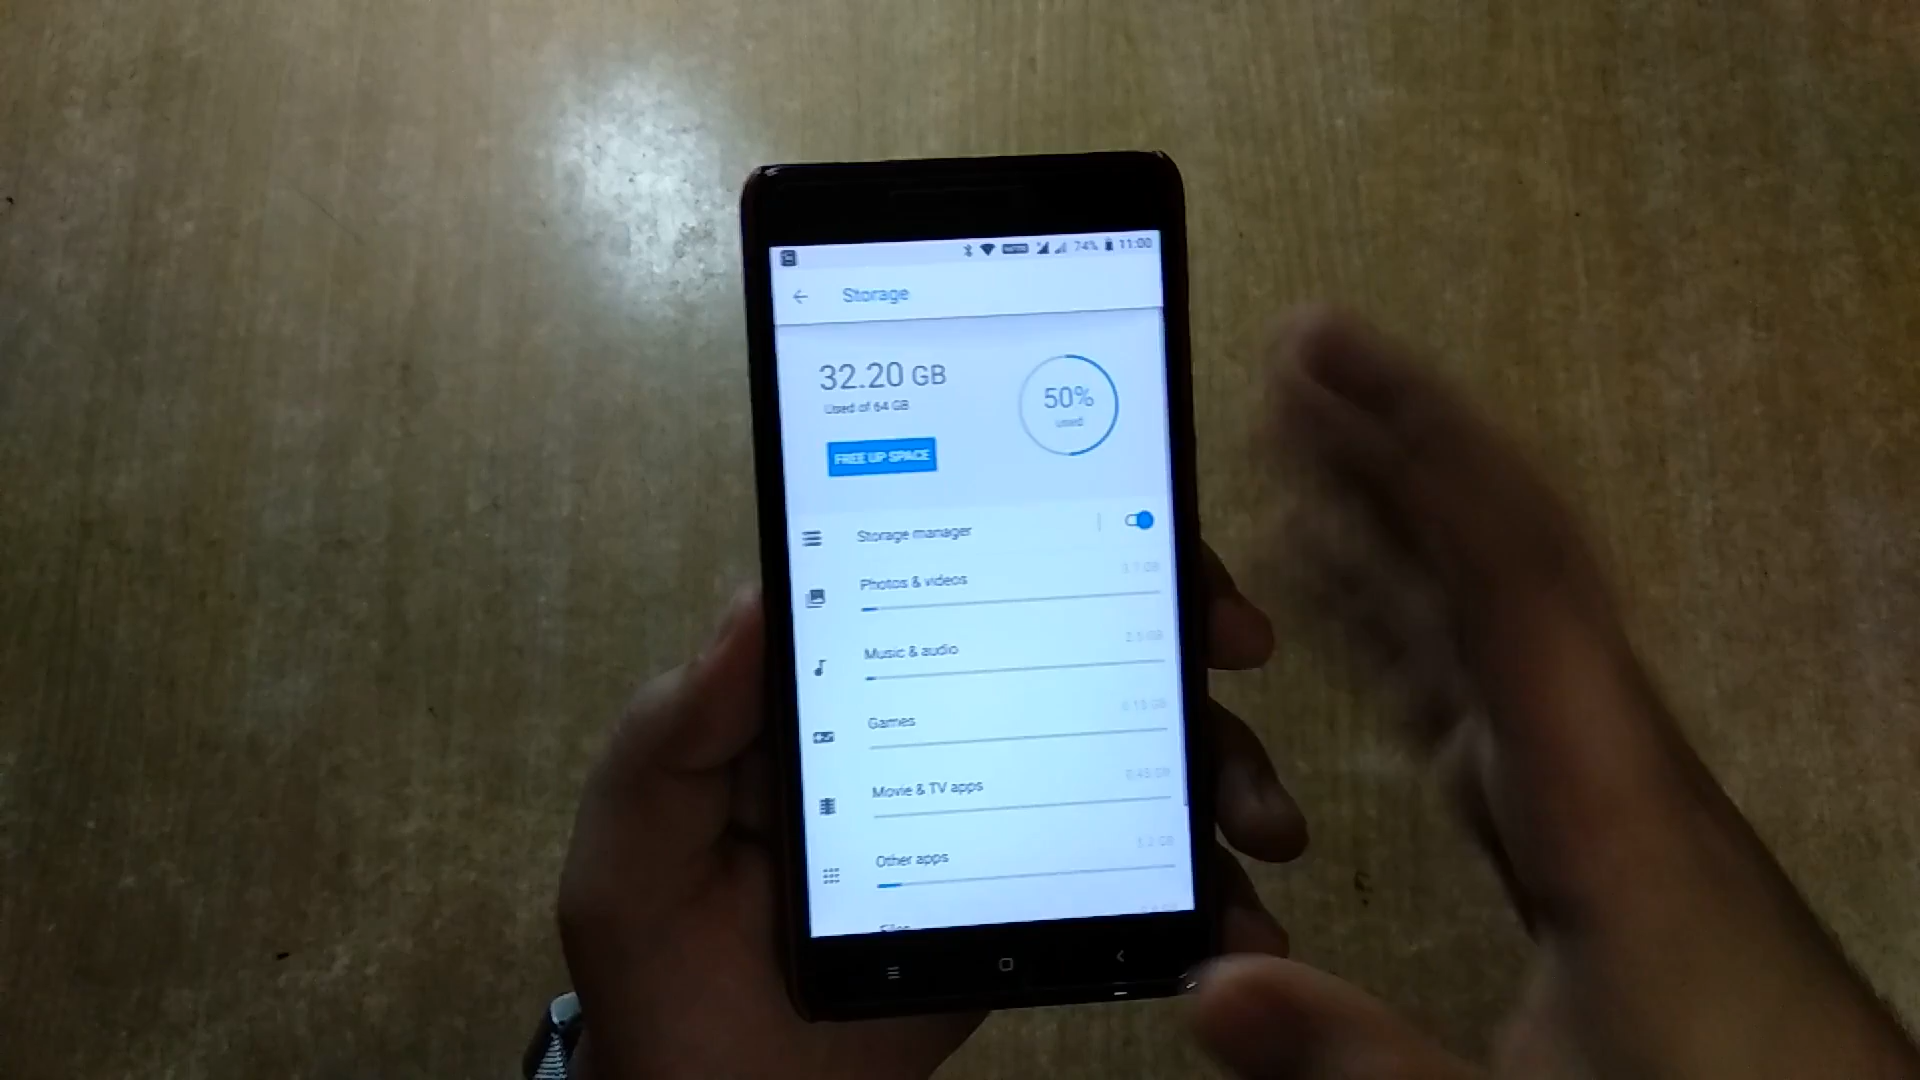 74% 11:00
Storage
32.20 GB
Used of 64 GB
50%
used
FREE UP SPACE
Storage manager
Photos & videos
Music & audio
Games
Movie & TV apps
Other apps